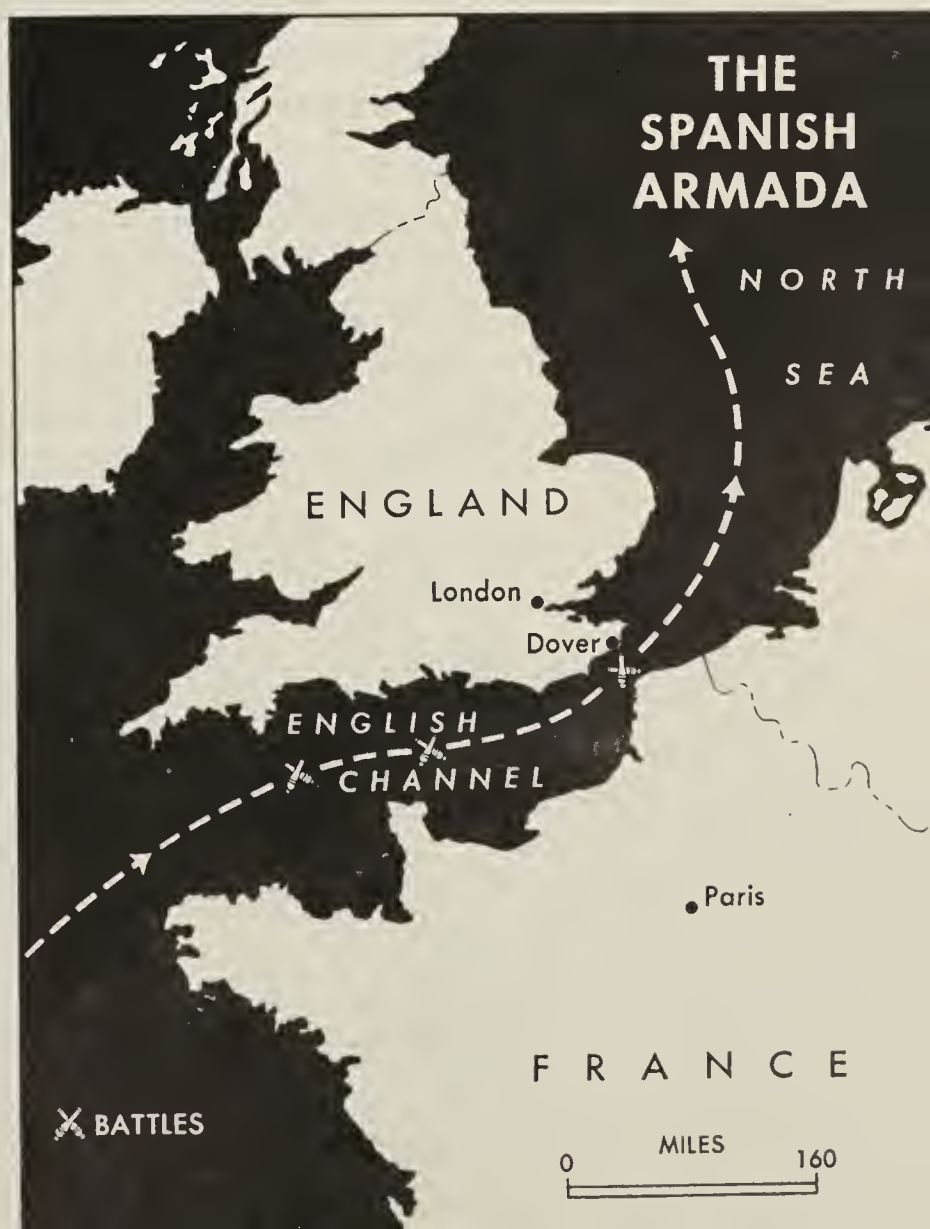 THE
SPANISH
ARMADA
NORTH
SEA
ENGLAND
London
Dover
ENGLISH
CHANNEL
Paris
FRANCE
BATTLES
MILES
0 160